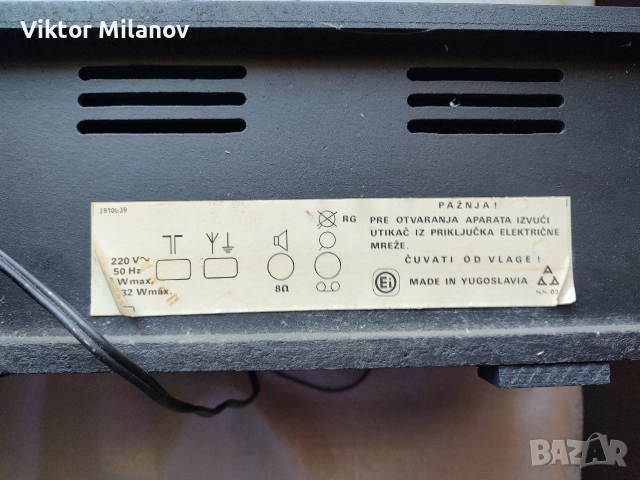 Viktor Milanov
3910639
PAŽNJA!
PRE OTVARANJA APARATA IZVUĆI
UTIKAČ IZ PRIKLJUČKA ELEKTRIČNE
MREŽE.
ČUVATI OD VLAGE!
MADE IN YUGOSLAVIA
Ei
RG
220 V~
50 Hz
W max.
32 Wmax.
8Ω
BAZAR